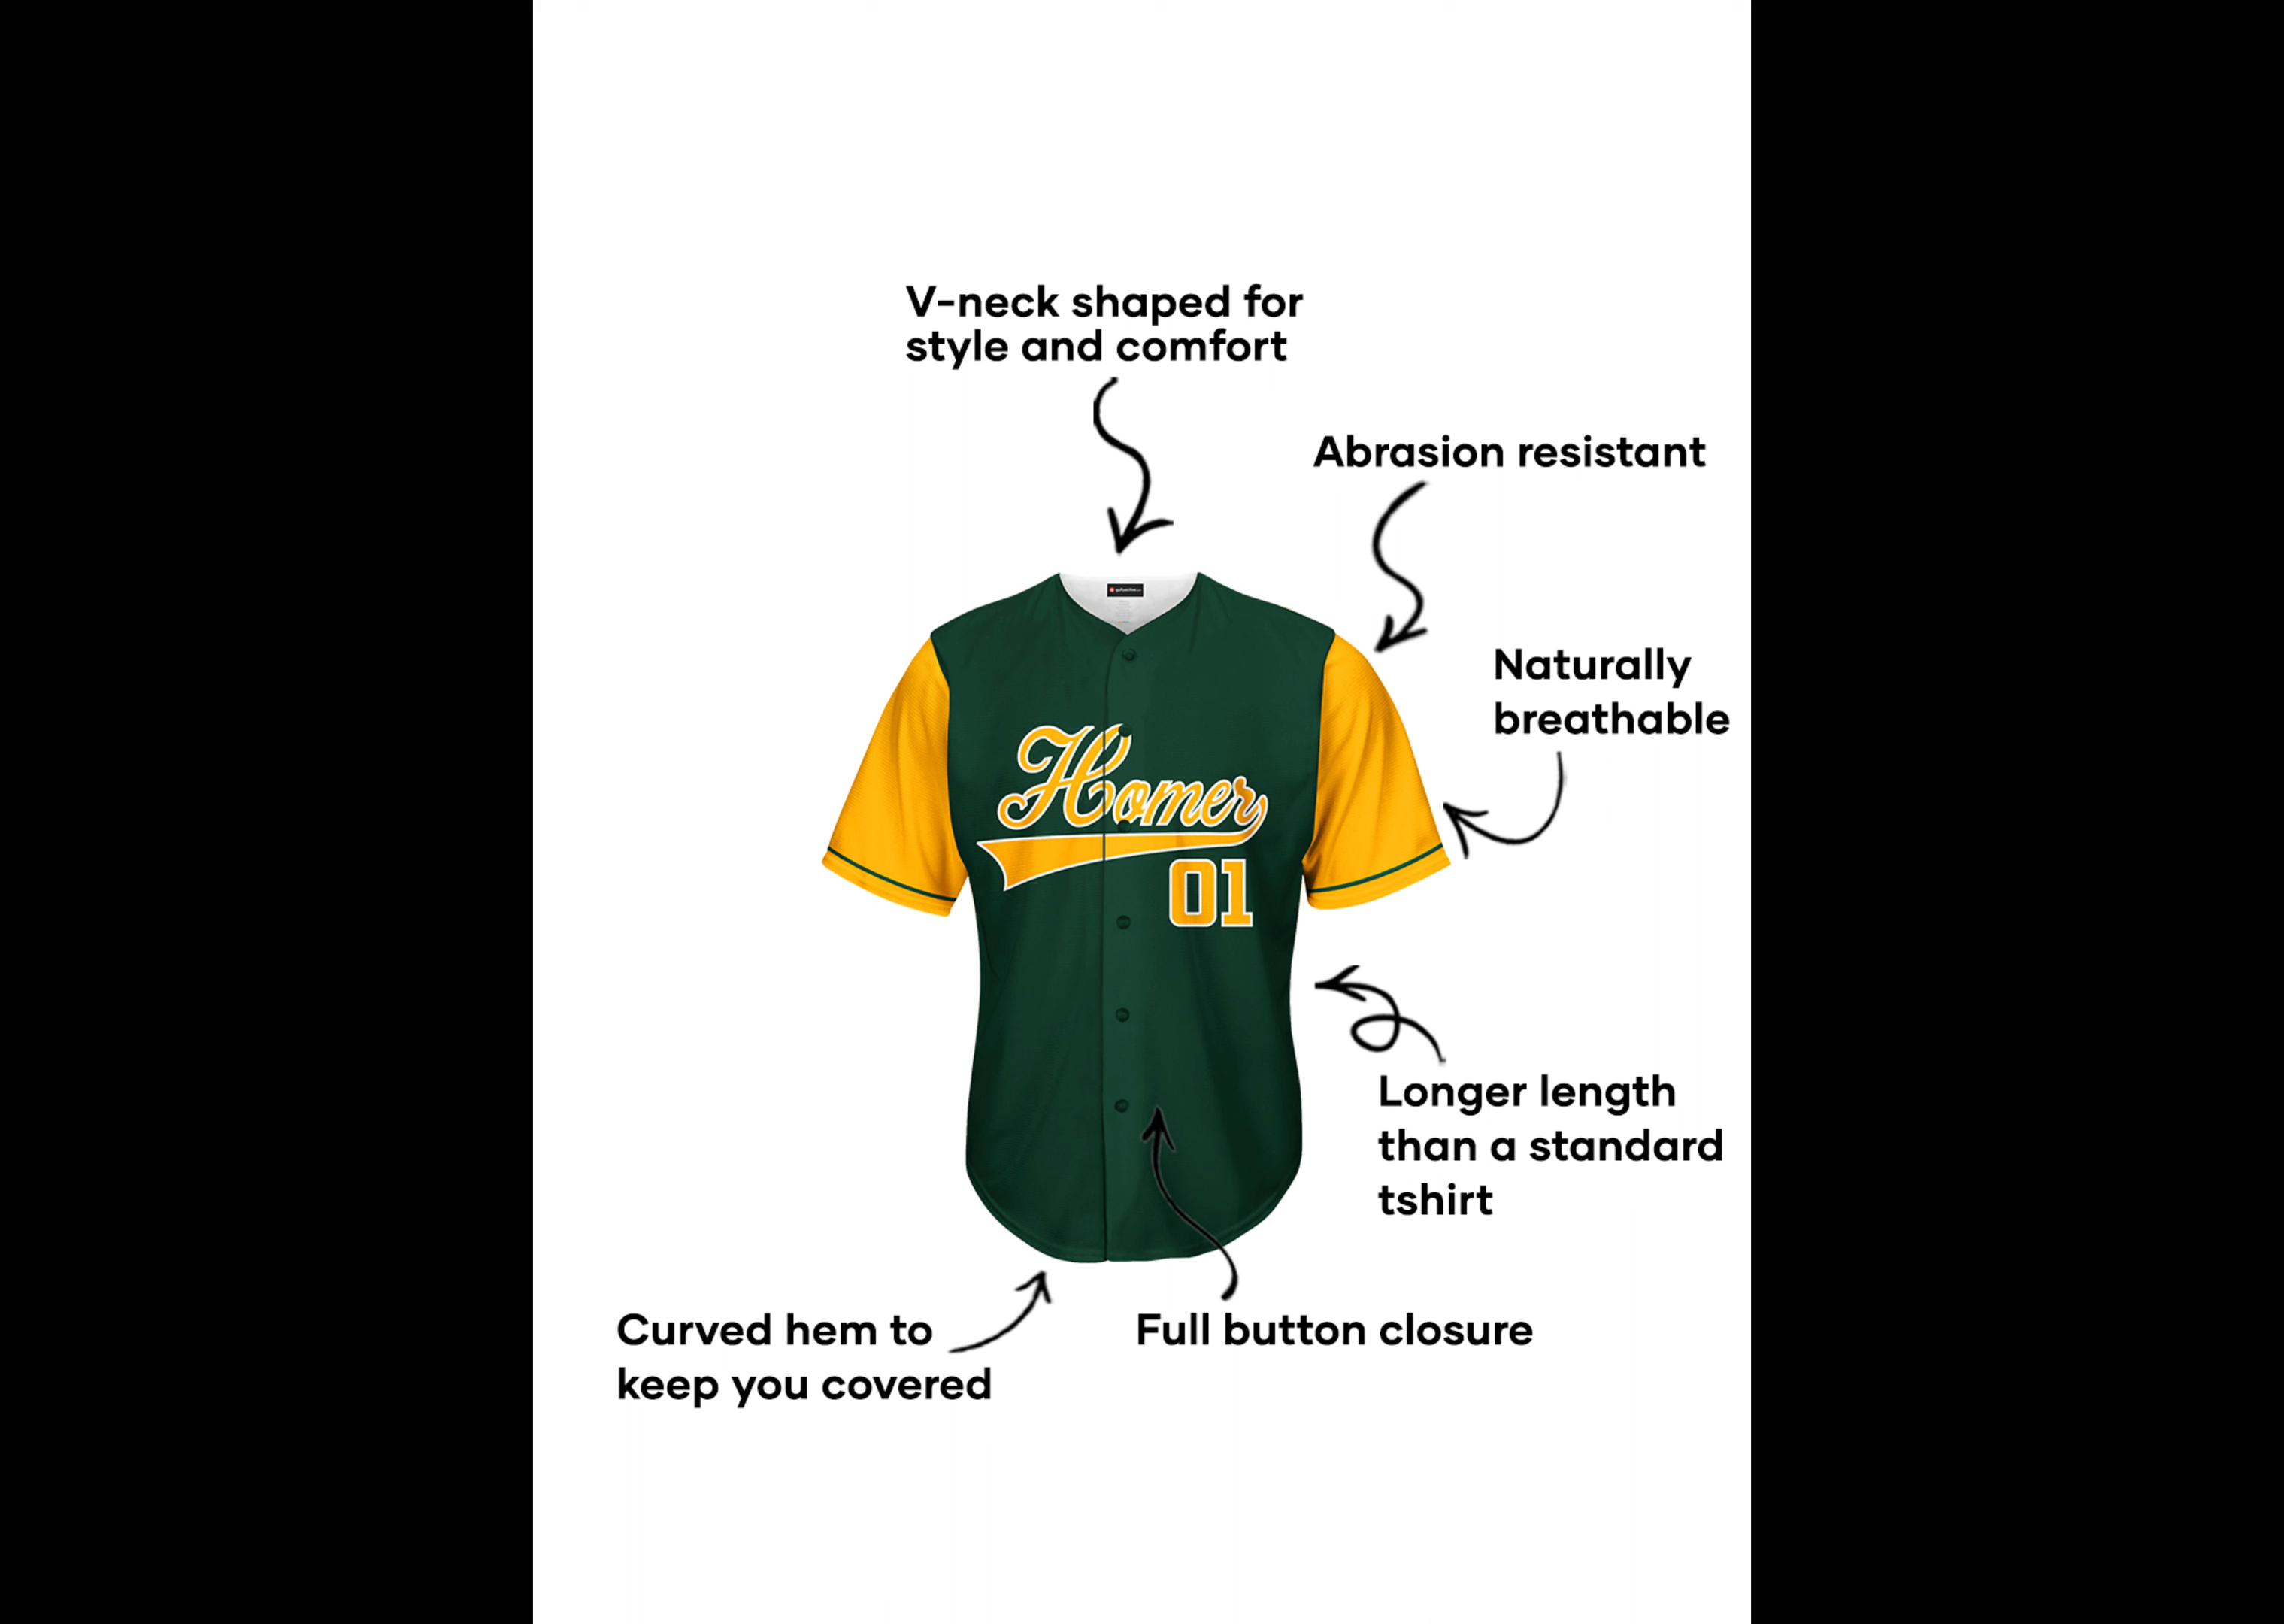 V-neck shaped for
style and comfort
Abrasion resistant
Naturally
breathable
Homer
01
Longer length
than a standard
tshirt
Curved hem to
keep you covered
Full button closure